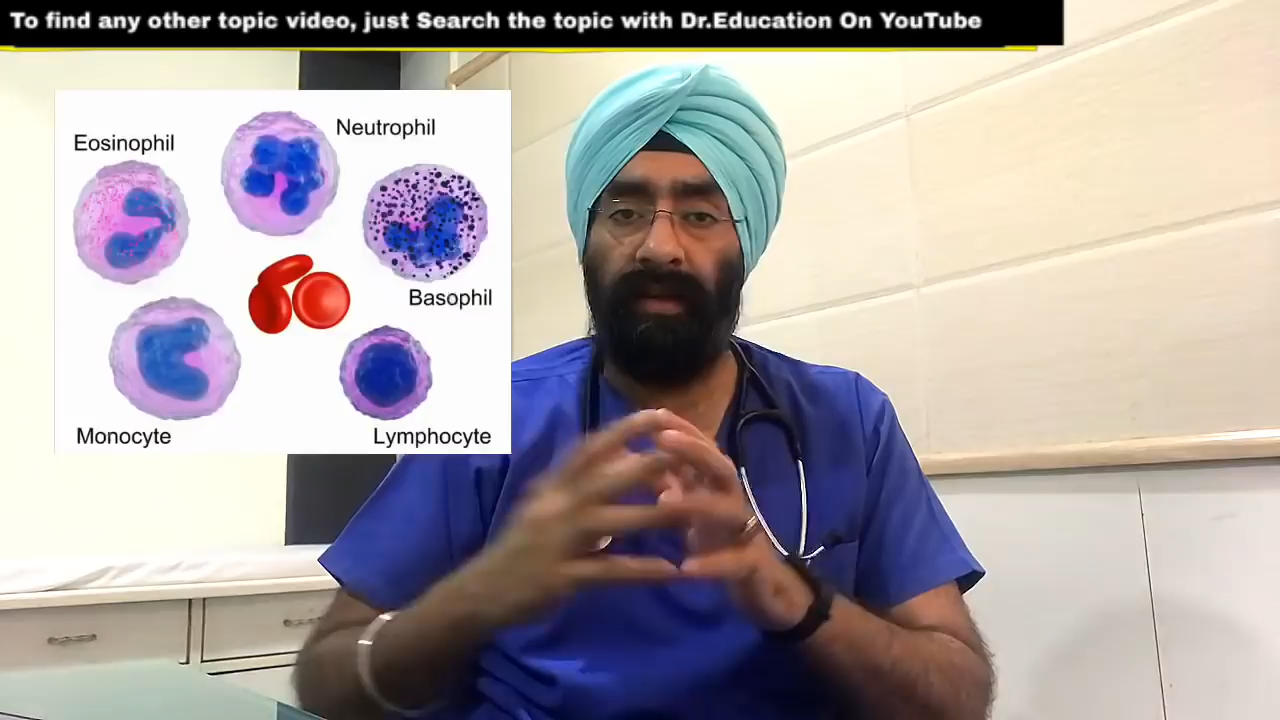 To find any other topic video, just Search the topic with Dr.Education On YouTube
Eosinophil
Neutrophil
Basophil
Monocyte
Lymphocyte